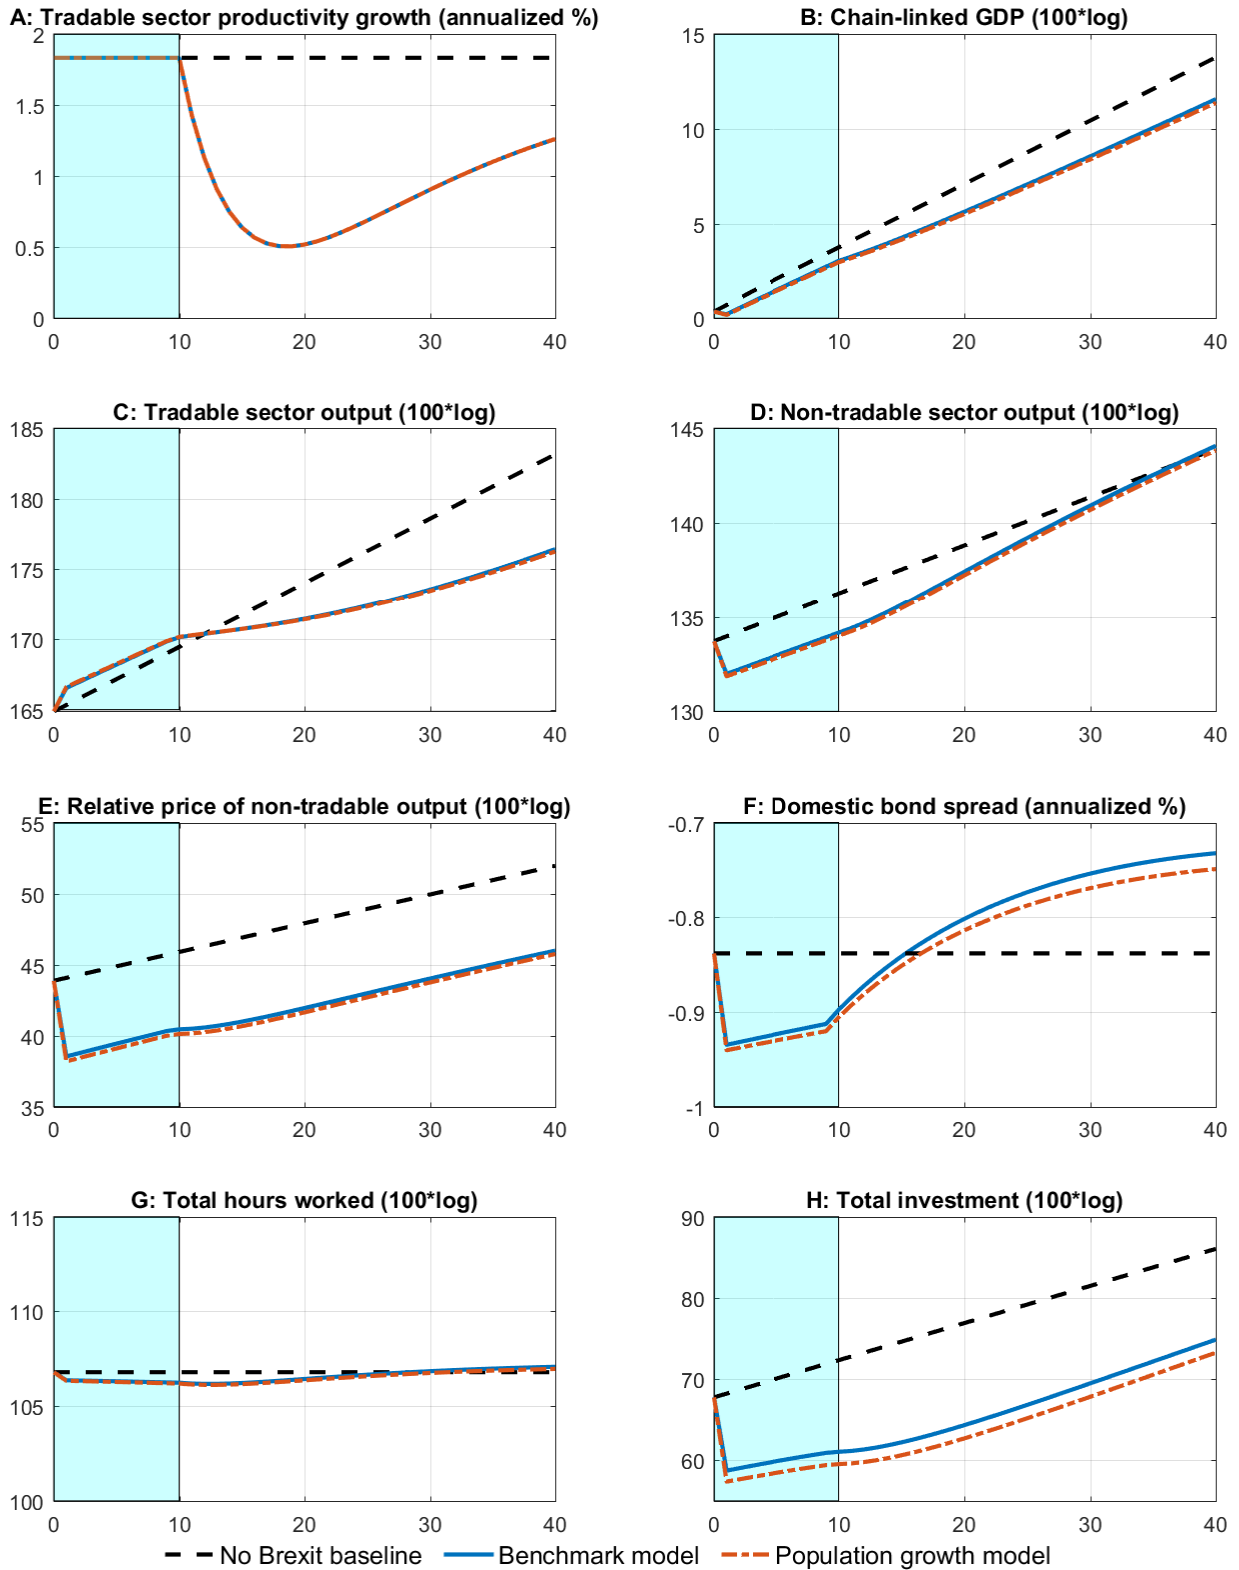 A: Tradable sector productivity growth (annualized %)
2
1.5
1
0.5
0
0 10 20 30 40
B: Chain-linked GDP (100*log)
15
10
5
0
0 10 20 30 40
C: Tradable sector output (100*log)
185
180
175
170
165
0 10 20 30 40
D: Non-tradable sector output (100*log)
145
140
135
130
0 10 20 30 40
E: Relative price of non-tradable output (100*log)
55
50
45
40
35
0 10 20 30 40
F: Domestic bond spread (annualized %)
-0.7
-0.8
-0.9
-1
0 10 20 30 40
G: Total hours worked (100*log)
115
110
105
100
0 10 20 30 40
H: Total investment (100*log)
90
80
70
60
0 10 20 30 40
No Brexit baseline Benchmark model Population growth model